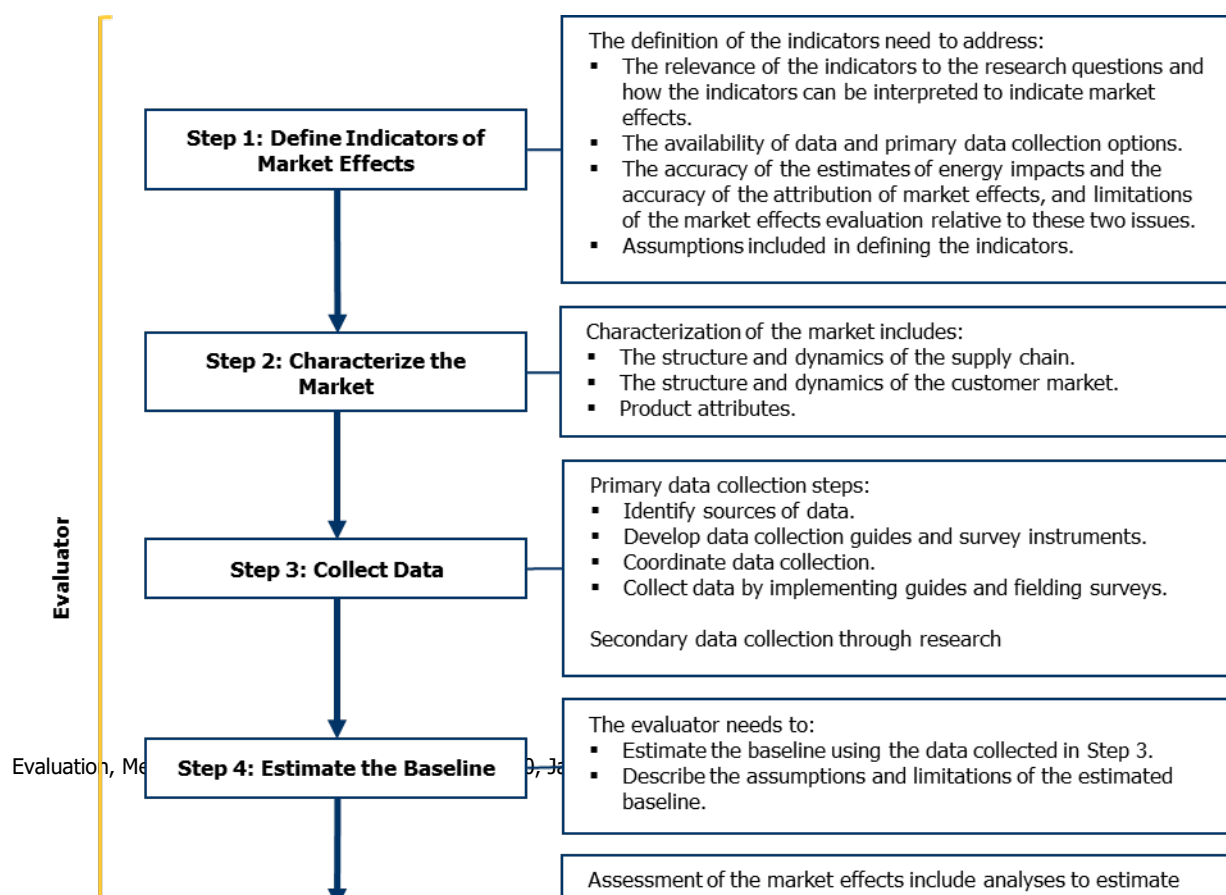 The definition of the indicators need to address:
▪ The relevance of the indicators to the research questions and
how the indicators can be interpreted to indicate market
effects.
▪ The availability of data and primary data collection options.
▪ The accuracy of the estimates of energy impacts and the
accuracy of the attribution of market effects, and limitations
of the market effects evaluation relative to these two issues.
▪ Assumptions included in defining the indicators.
Step 1: Define Indicators of
Market Effects
Characterization of the market includes:
▪ The structure and dynamics of the supply chain.
▪ The structure and dynamics of the customer market.
▪ Product attributes.
Step 2: Characterize the
Market
Primary data collection steps:
▪ Identify sources of data.
▪ Develop data collection guides and survey instruments.
▪ Coordinate data collection.
▪ Collect data by implementing guides and fielding surveys.
Secondary data collection through research
Step 3: Collect Data
Evaluator
The evaluator needs to:
▪ Estimate the baseline using the data collected in Step 3.
▪ Describe the assumptions and limitations of the estimated
baseline.
Step 4: Estimate the Baseline
Evaluation,
Assessment of the market effects include analyses to estimate